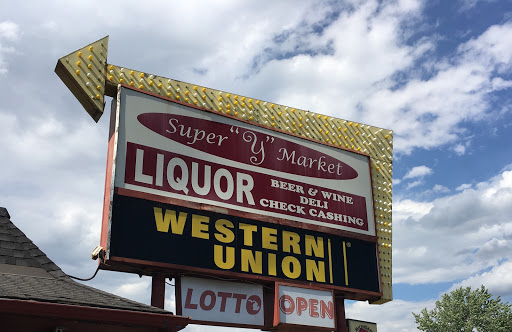 Super "Y" Market
LIQUOR
BEER & WINE
DELI
CHECK CASHING
WESTERN
UNION
LOTTO
OPEN